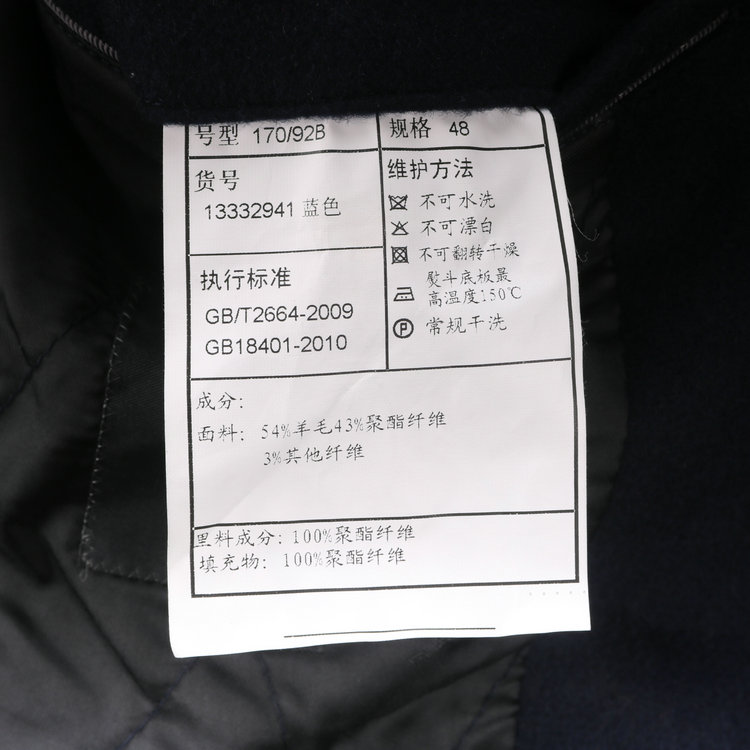 号型 170/92B
规格 48
货号
13332941 蓝色
执行标准
GB/T2664-2009
GB18401-2010
维护方法
不可水洗
不可漂白
不可翻转干燥
熨斗底板最
高温度150℃
P 常规干洗
成分:
面料: 54%羊毛43%聚酯纤维
3%其他纤维
里料成分: 100%聚酯纤维
填充物: 100%聚酯纤维